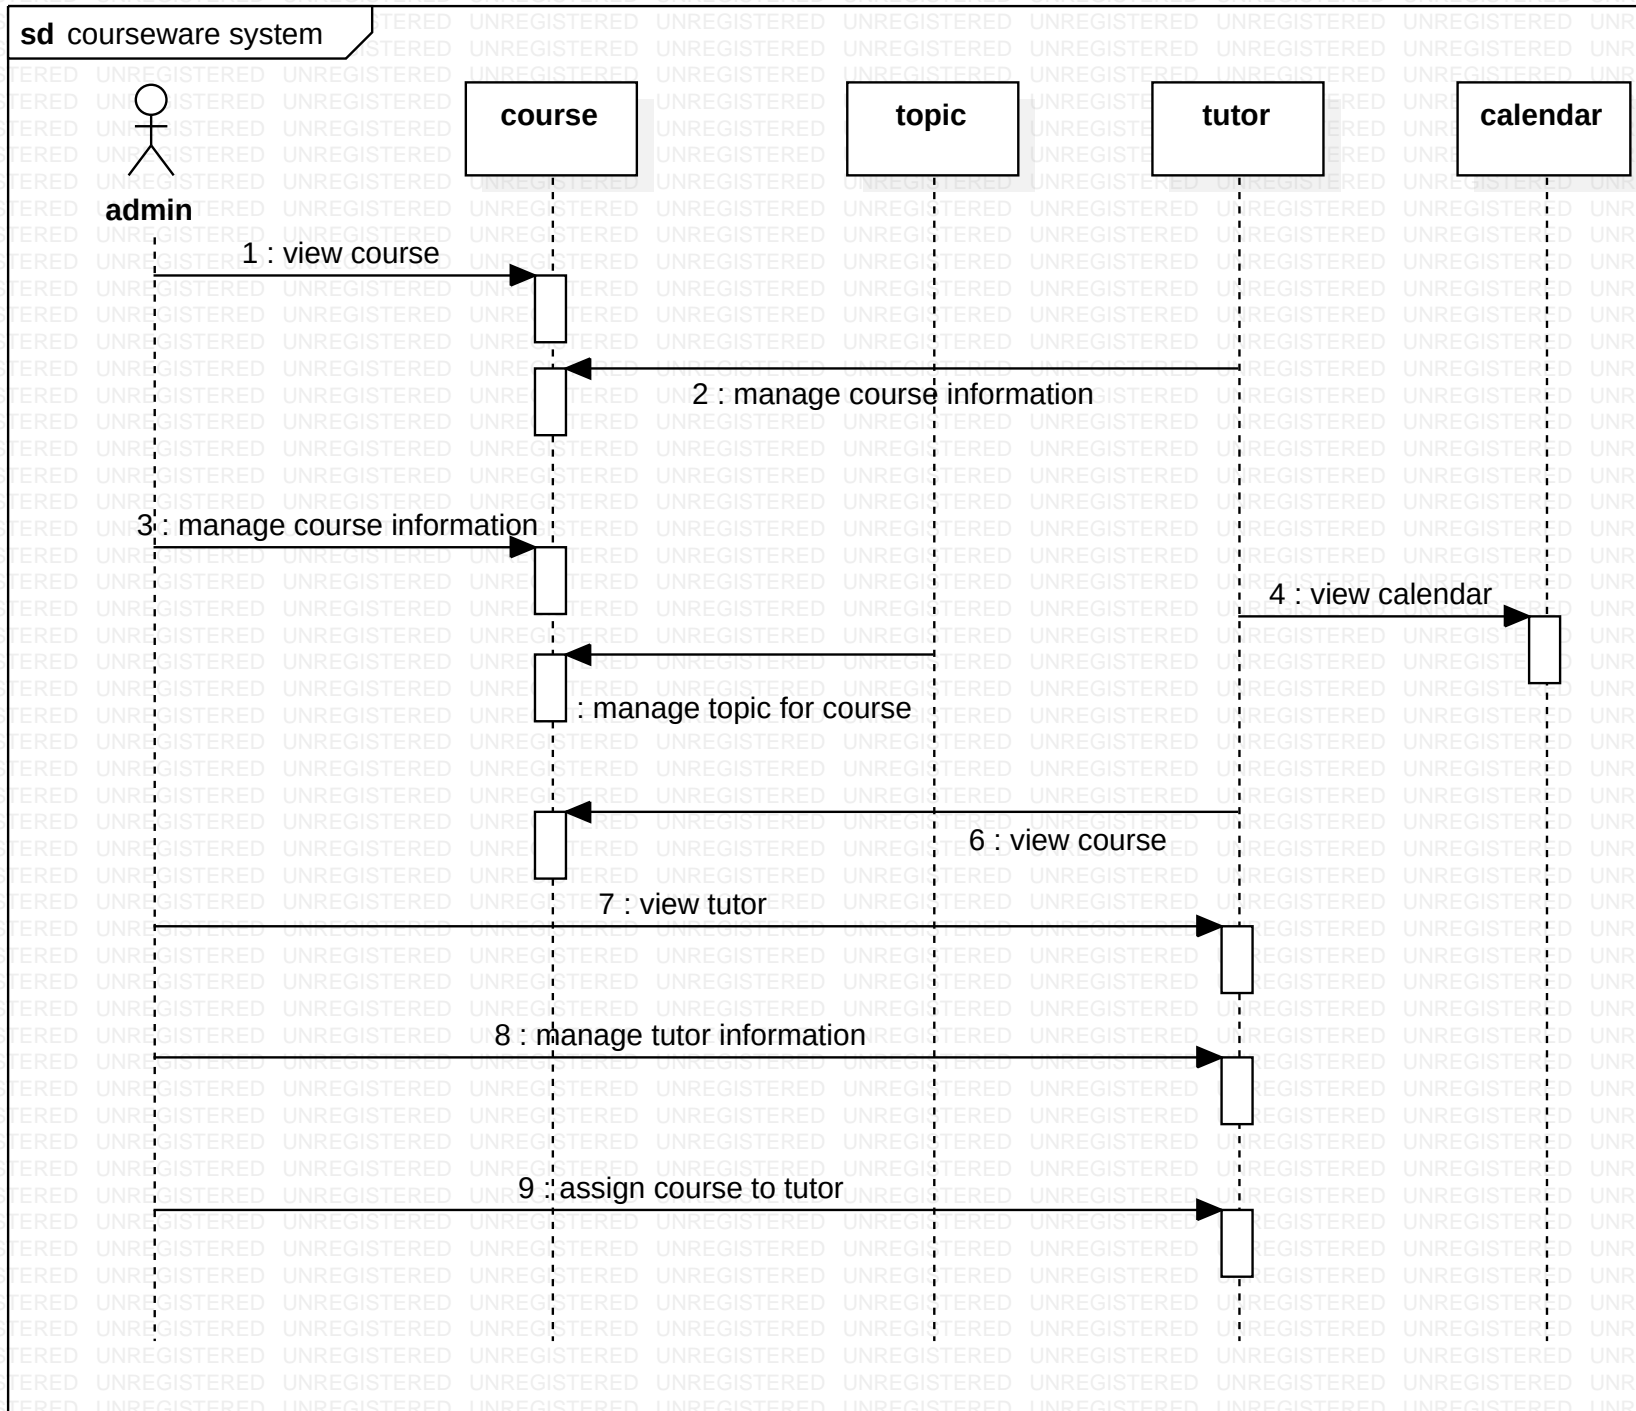 sd courseware system
admin
course
topic
tutor
calendar
1 : view course
2 : manage course information
3 : manage course information
4 : view calendar
: manage topic for course
6 : view course
7 : view tutor
8 : manage tutor information
9 : assign course to tutor
UNREGISTERED